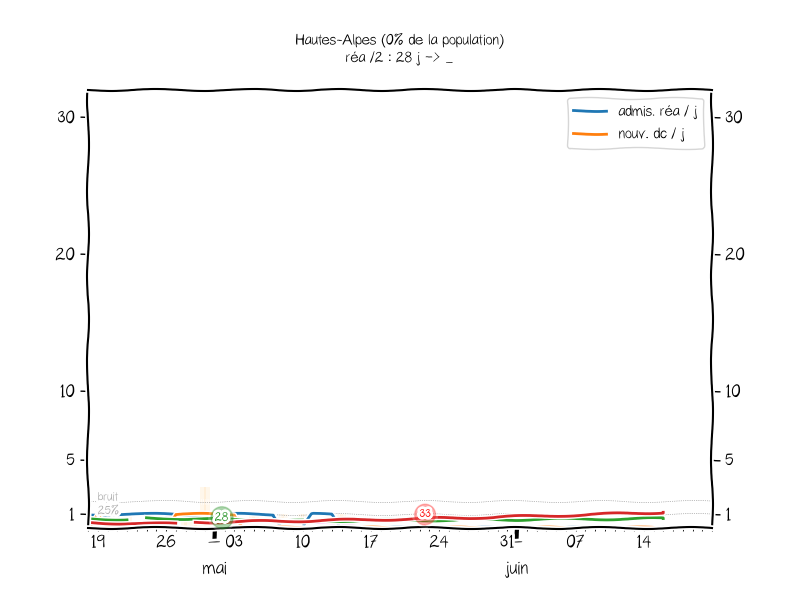 Hautes-Alpes (0% de la population)
réa /2 : 28 j -> _
admis. réa / j
nouv. dc / j
30
30
20
20
10
10
5
5
bruit
25%
1
1
28
33
19 26 03 10 17 24 31 07 14
mai juin